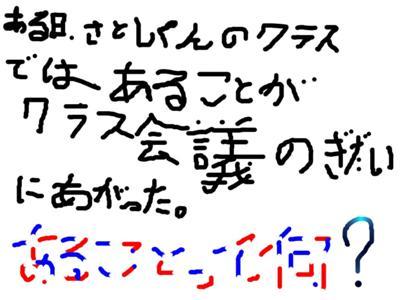 ある日、さとしくんのクラス
では あることが
クラス会議のぎだい
にあがった。
あることって何?